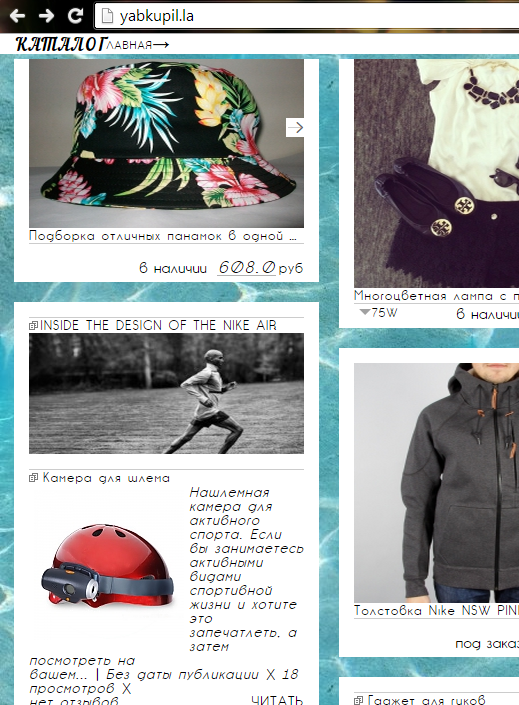 yabkupil.la
КАТАЛОГ лавная→
Подборка отличных панамок в одной ...
в наличии 608.0 руб
INSIDE THE DESIGN OF THE NIKE AIR
Камера для шлема
Нашлемная
камера для
активного
спорта. Если
вы занимаетесь
активными
видами
спортивной
жизни и хотите
это
запечатлеть, а
затем
посмотреть на
вашем... | Без даты публикации X 18
просмотров X
нет отзывов
ЧИТАТЬ
Многоцветная лампа с п
75W в наличии
Толстовка Nike NSW PINN
под заказ
Гаджет для гиков